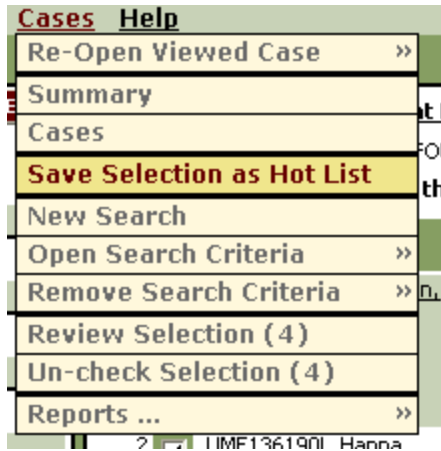 Cases Help
Re-Open Viewed Case »
Summary
Cases
Save Selection as Hot List
New Search
Open Search Criteria »
Remove Search Criteria »
Review Selection (4)
Un-check Selection (4)
Reports ... »